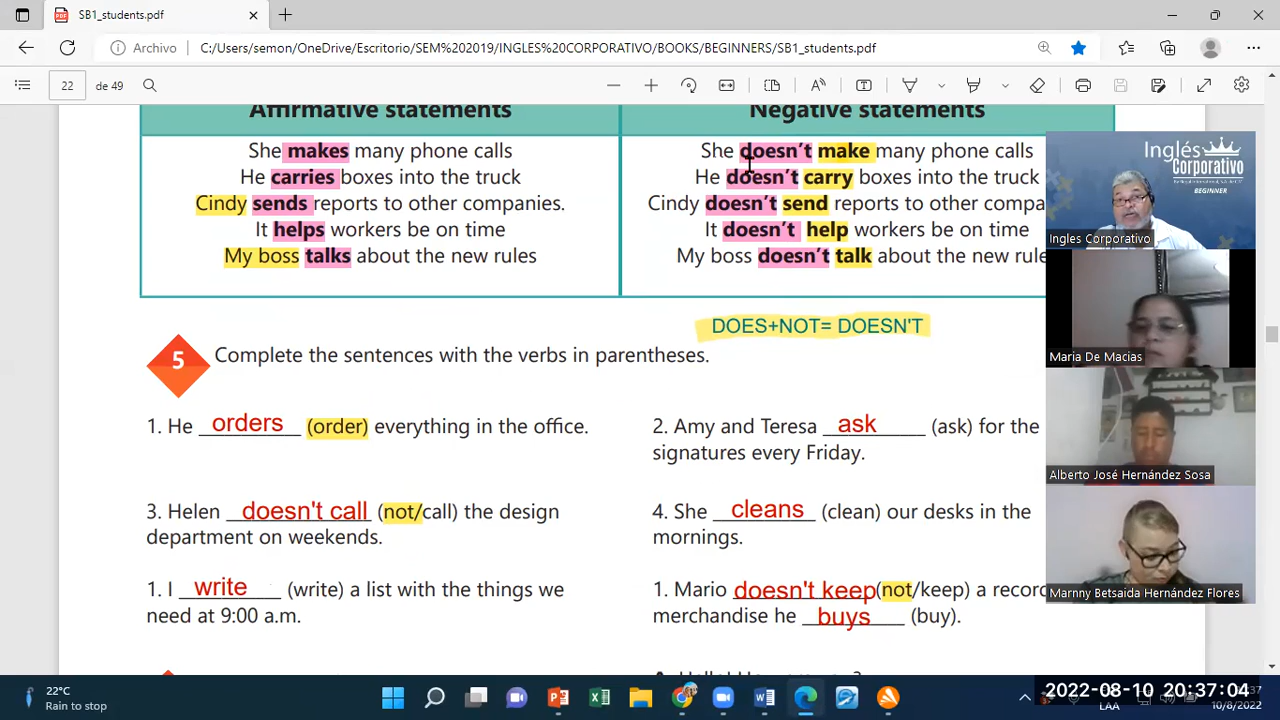 SB1_students.pdf
Archivo
C:/Users/semon/OneDrive/Escritorio/SEM%202019/INGLES%20CORPORATIVO/BOOKS/BEGINNERS/SB1_students.pdf
22 de 49
Affirmative statements
Negative statements
She makes many phone calls
He carries boxes into the truck
Cindy sends reports to other companies.
It helps workers be on time
My boss talks about the new rules
She doesn't make many phone calls
He doesn't carry boxes into the truck
Cindy doesn't send reports to other compa
It doesn't help workers be on time
My boss doesn't talk about the new rule
DOES+NOT= DOESN'T
5 Complete the sentences with the verbs in parentheses.
1. He orders (order) everything in the office.
2. Amy and Teresa ask (ask) for the
signatures every Friday.
3. Helen doesn't call (not/call) the design
department on weekends.
4. She cleans (clean) our desks in the
mornings.
1. I write (write) a list with the things we
need at 9:00 a.m.
1. Mario doesn't keep (not/keep) a record
merchandise he buys (buy).
Inglés
Corporativo
BEGINNER
Ingles Corporativo
Maria De Macias
Alberto José Hernández Sosa
Marnny Betsaida Hernández Flores
22°C
Rain to stop
LAA
2022-08-10 20:37:04
10/8/2022